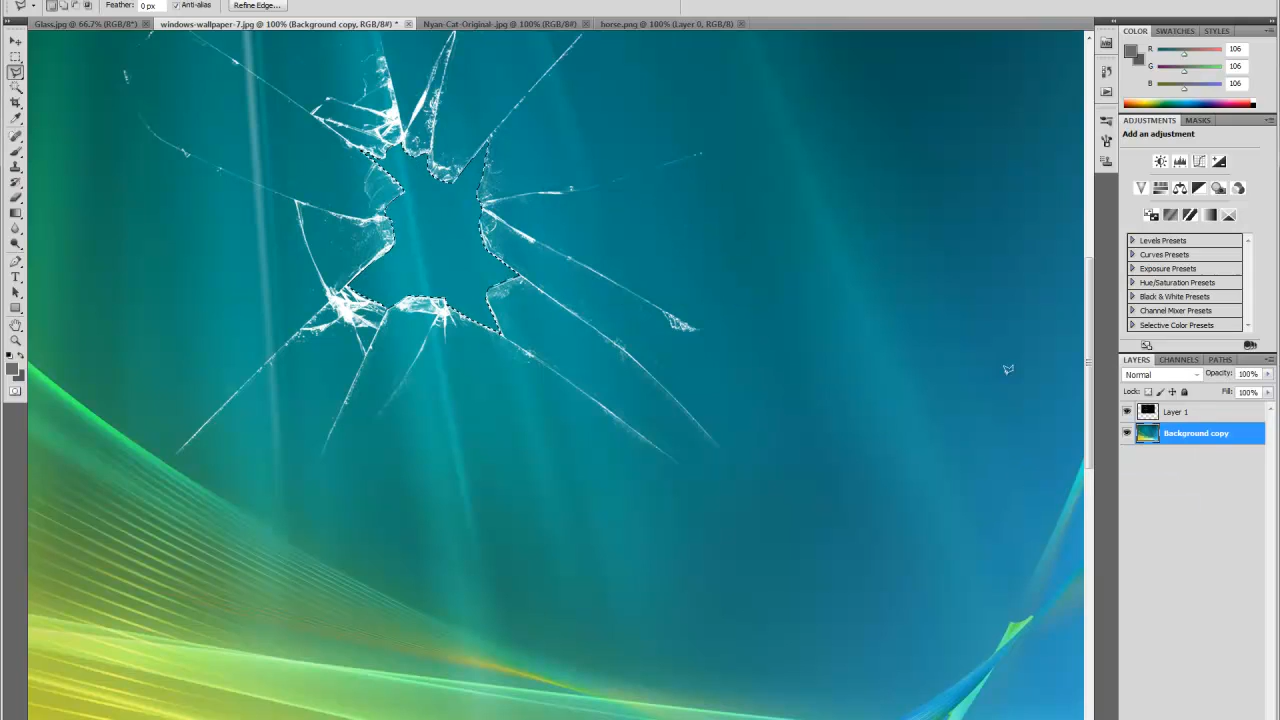 Feather: 0 px Anti-alias Refine Edge...
Glass.jpg @ 66.7% (RGB/8*) windows-wallpaper-7.jpg @ 100% (Background copy, RGB/8#) * Nyan-Cat-Original-.jpg @ 100% (RGB/8#) horse.png @ 100% (Layer 0, RGB/8)
COLOR SWATCHES STYLES
R 106
G 106
B 106
ADJUSTMENTS MASKS
Add an adjustment
Levels Presets
Curves Presets
Exposure Presets
Hue/Saturation Presets
Black & White Presets
Channel Mixer Presets
Selective Color Presets
LAYERS CHANNELS PATHS
Normal Opacity: 100%
Lock: Fill: 100%
Layer 1
Background copy